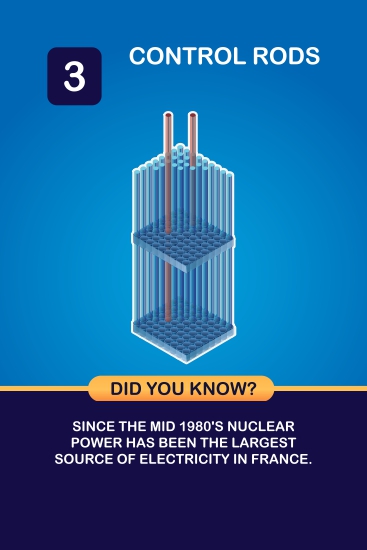 CONTROL RODS
3
DID YOU KNOW?
SINCE THE MID 1980'S NUCLEAR
POWER HAS BEEN THE LARGEST
SOURCE OF ELECTRICITY IN FRANCE.